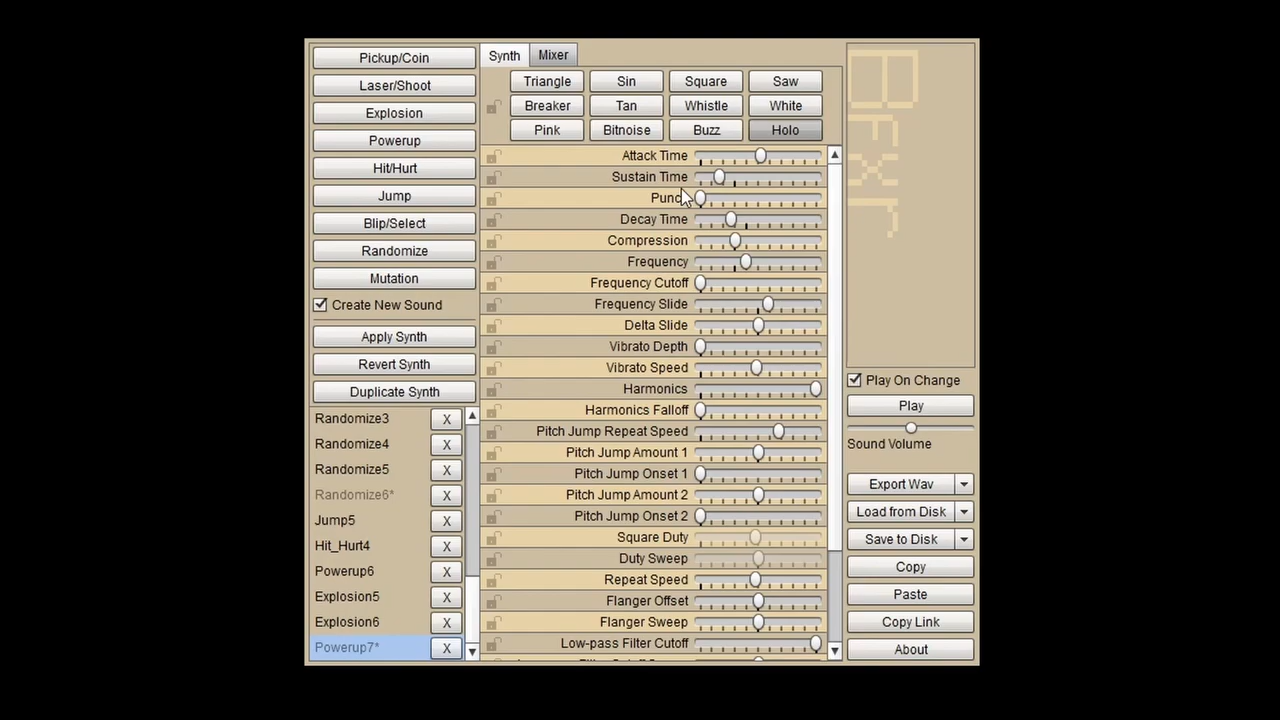 Pickup/Coin
Laser/Shoot
Explosion
Powerup
Hit/Hurt
Jump
Blip/Select
Randomize
Mutation
Create New Sound
Apply Synth
Revert Synth
Duplicate Synth
Randomize3 X
Randomize4 X
Randomize5 X
Randomize6* X
Jump5 X
Hit_Hurt4 X
Powerup6 X
Explosion5 X
Explosion6 X
Powerup7* X
Synth Mixer
Triangle Sin Square Saw
Breaker Tan Whistle White
Pink Bitnoise Buzz Holo
Attack Time
Sustain Time
Punch
Decay Time
Compression
Frequency
Frequency Cutoff
Frequency Slide
Delta Slide
Vibrato Depth
Vibrato Speed
Harmonics
Harmonics Falloff
Pitch Jump Repeat Speed
Pitch Jump Amount 1
Pitch Jump Onset 1
Pitch Jump Amount 2
Pitch Jump Onset 2
Square Duty
Duty Sweep
Repeat Speed
Flanger Offset
Flanger Sweep
Low-pass Filter Cutoff
Bfxr
Play On Change
Play
Sound Volume
Export Wav
Load from Disk
Save to Disk
Copy
Paste
Copy Link
About